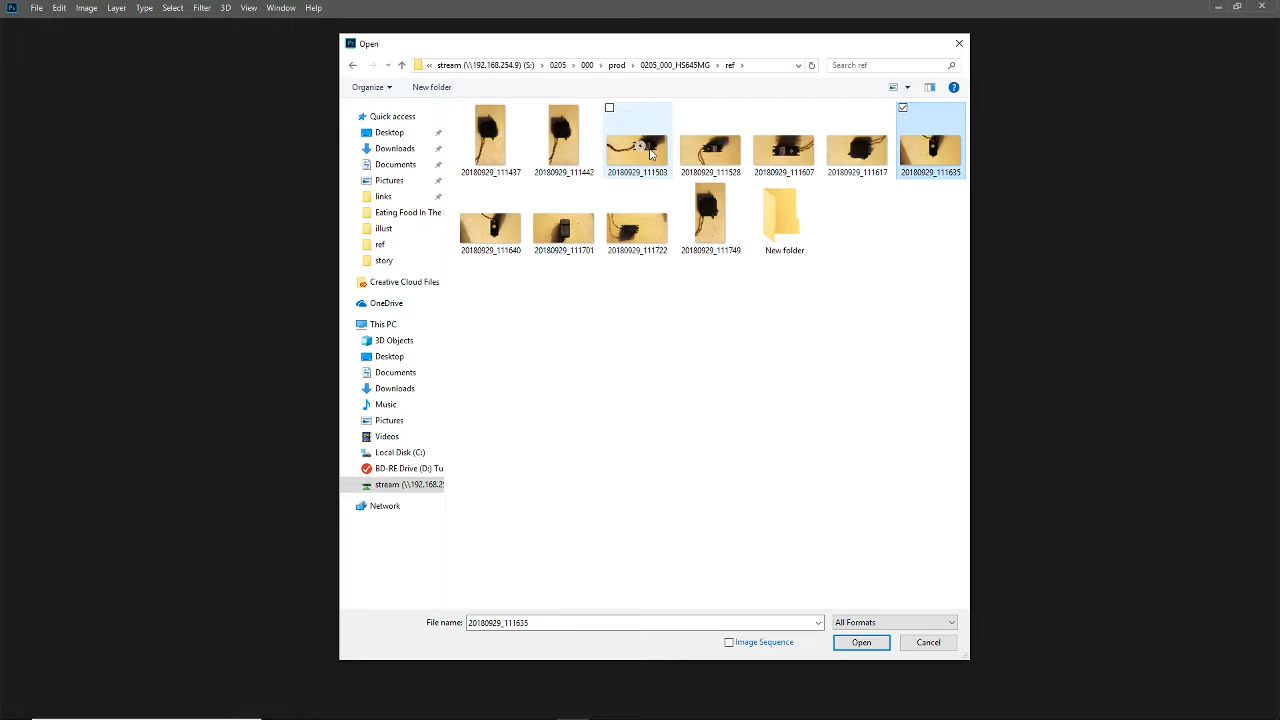 Ps File Edit Image Layer Type Select Filter 3D View Window Help
Ps Open
« stream (\\192.168.254.9) (S:) > 0205 > 000 > prod > 0205_000_HS645MG > ref >
Search ref
Organize New folder
Quick access
Desktop
Downloads
Documents
Pictures
links
Eating Food In The
illust
ref
story
Creative Cloud Files
OneDrive
This PC
3D Objects
Desktop
Documents
Downloads
Music
Pictures
Videos
Local Disk (C:)
BD-RE Drive (D:) Tu
stream (\\192.168.25
Network
20180929_111437 20180929_111442 20180929_111503 20180929_111528 20180929_111607 20180929_111617 20180929_111635
20180929_111640 20180929_111701 20180929_111722 20180929_111749 New folder
File name: 20180929_111635 All Formats
Image Sequence Open Cancel